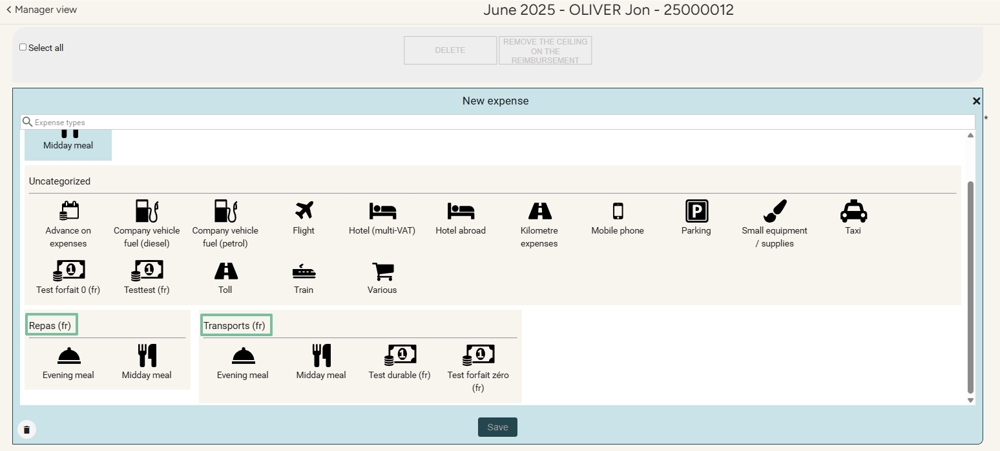 Manager view
June 2025 - OLIVER Jon - 25000012
Select all
DELETE
REMOVE THE CEILING
ON THE
REIMBURSEMENT
New expense
Expense types
*
Midday meal
Uncategorized
Advance on
expenses
Company vehicle
fuel (diesel)
Company vehicle
fuel (petrol)
Flight
Hotel (multi-VAT)
Hotel abroad
Kilometre
expenses
Mobile phone
P
Parking
Small equipment
/ supplies
Taxi
1
Test forfait 0 (fr)
1
Testtest (fr)
Toll
Train
Various
Repas (fr)
Evening meal
Midday meal
Transports (fr)
Evening meal
Midday meal
1
Test durable (fr)
1
Test forfait zéro
(fr)
Save